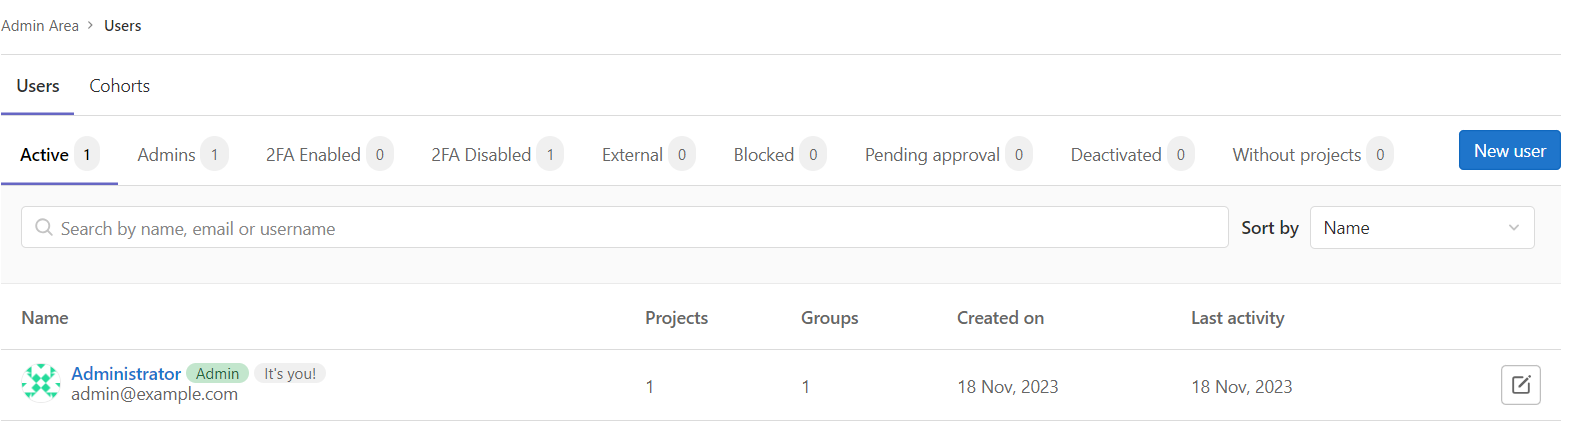 Admin Area > Users
Users Cohorts
Active 1 Admins 1 2FA Enabled 0 2FA Disabled 1 External 0 Blocked 0 Pending approval 0 Deactivated 0 Without projects 0 New user
Search by name, email or username Sort by Name
Name Projects Groups Created on Last activity
Administrator Admin It's you!
admin@example.com 1 1 18 Nov, 2023 18 Nov, 2023